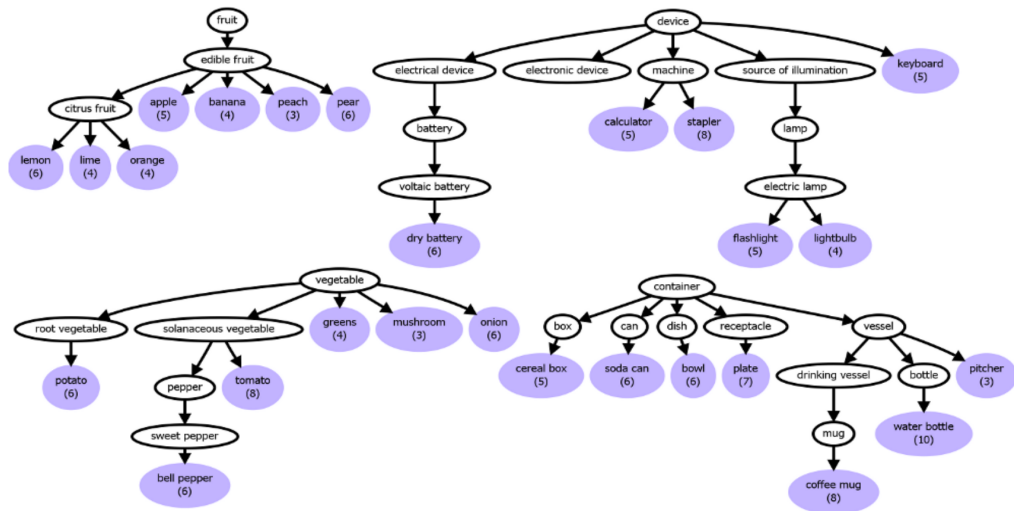 fruit
edible fruit
citrus fruit
apple
(5)
banana
(4)
peach
(3)
pear
(6)
lemon
(6)
lime
(4)
orange
(4)
device
electrical device
electronic device
machine
source of illumination
keyboard
(5)
battery
calculator
(5)
stapler
(8)
lamp
voltaic battery
electric lamp
dry battery
(6)
flashlight
(5)
lightbulb
(4)
vegetable
root vegetable
solanaceous vegetable
greens
(4)
mushroom
(3)
onion
(6)
potato
(6)
pepper
tomato
(8)
sweet pepper
bell pepper
(6)
container
box
can
dish
receptacle
vessel
cereal box
(5)
soda can
(6)
bowl
(6)
plate
(7)
drinking vessel
bottle
pitcher
(3)
mug
water bottle
(10)
coffee mug
(8)